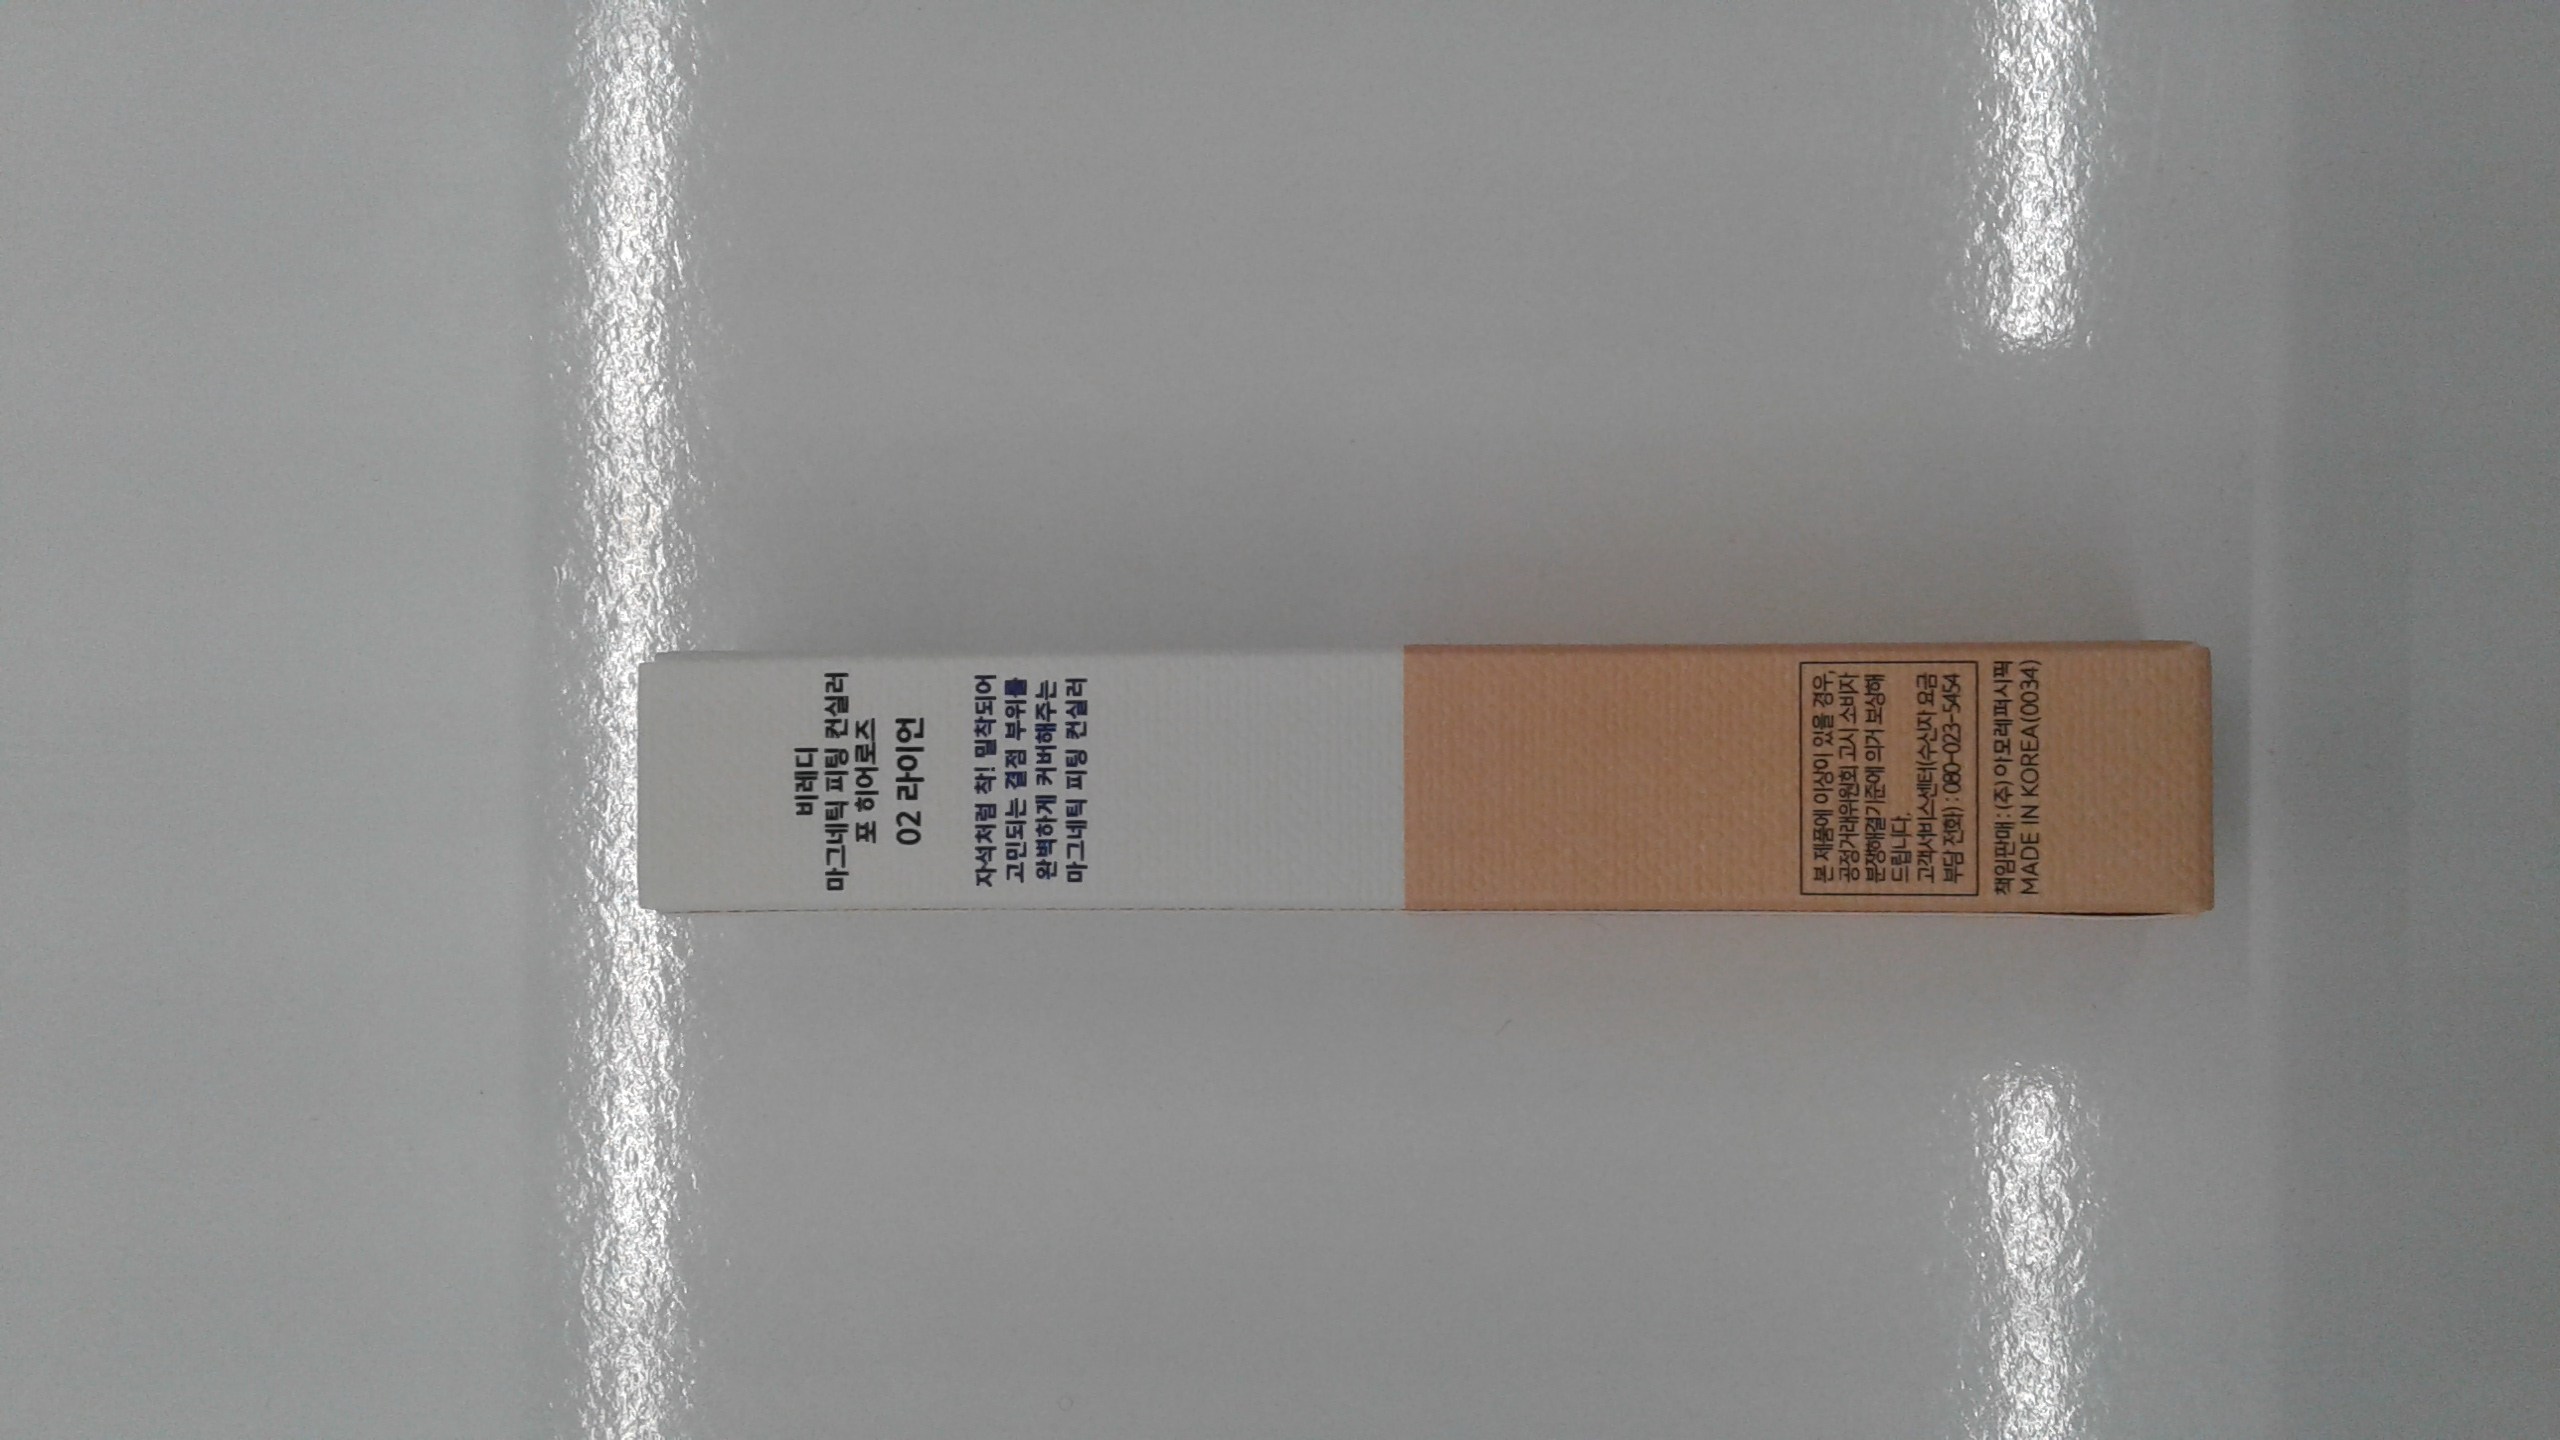 비레디
마그네틱 피팅 컨실러
포 히어로즈
02 라이언
자석처럼 착! 밀착되어
고민되는 결점 부위를
완벽하게 커버해주는
마그네틱 피팅 컨실러
본 제품에 이상이 있을 경우,
공정거래위원회 고시 소비자
분쟁해결기준에 의거 보상해
드립니다.
고객서비스센터(수신자 요금
부담 전화) : 080-023-5454
책임판매 : (주)아모레퍼시픽
MADE IN KOREA(0034)